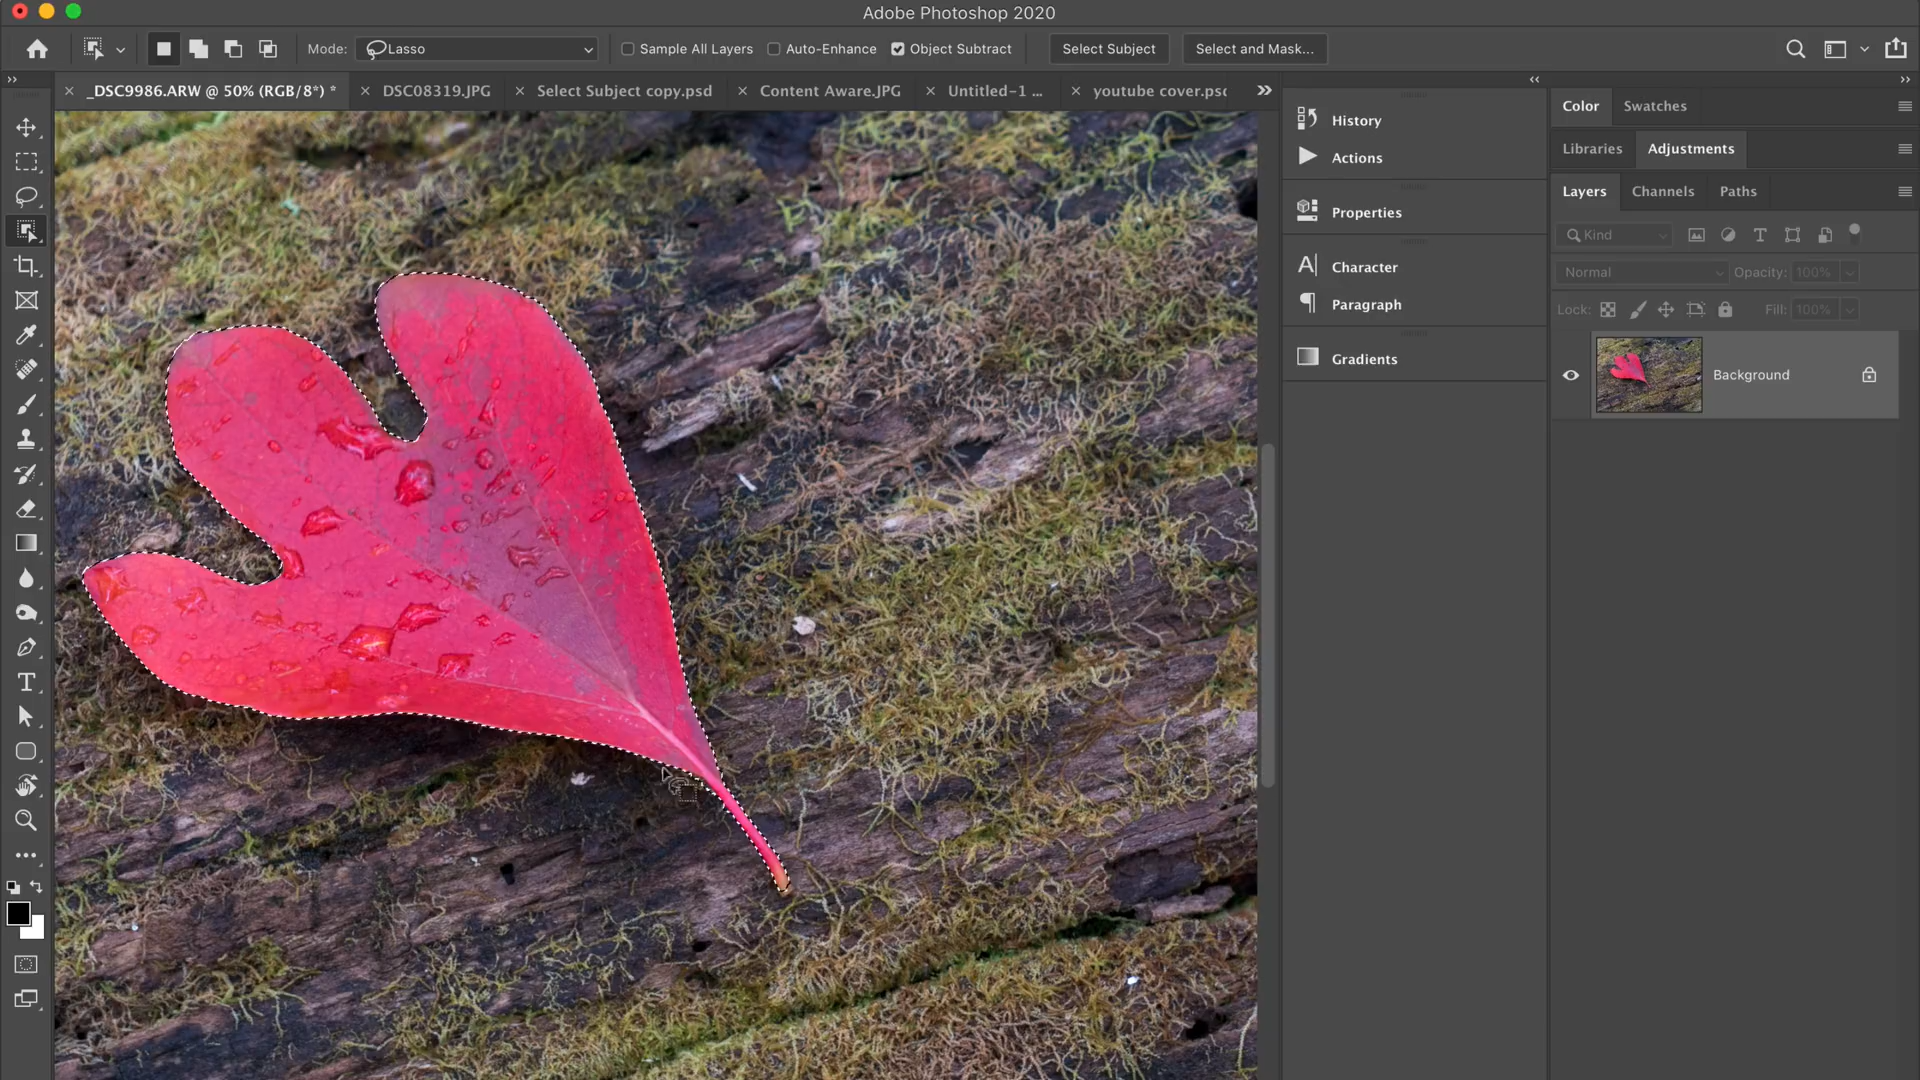 Adobe Photoshop 2020
Mode: Lasso Sample All Layers Auto-Enhance Object Subtract Select Subject Select and Mask...
_DSC9986.ARW @ 50% (RGB/8*) * DSC08319.JPG Select Subject copy.psd Content Aware.JPG Untitled-1 ... youtube cover.psd
History
Actions
Properties
Character
Paragraph
Gradients
Color Swatches
Libraries Adjustments
Layers Channels Paths
Kind
Normal Opacity: 100%
Lock: Fill: 100%
Background